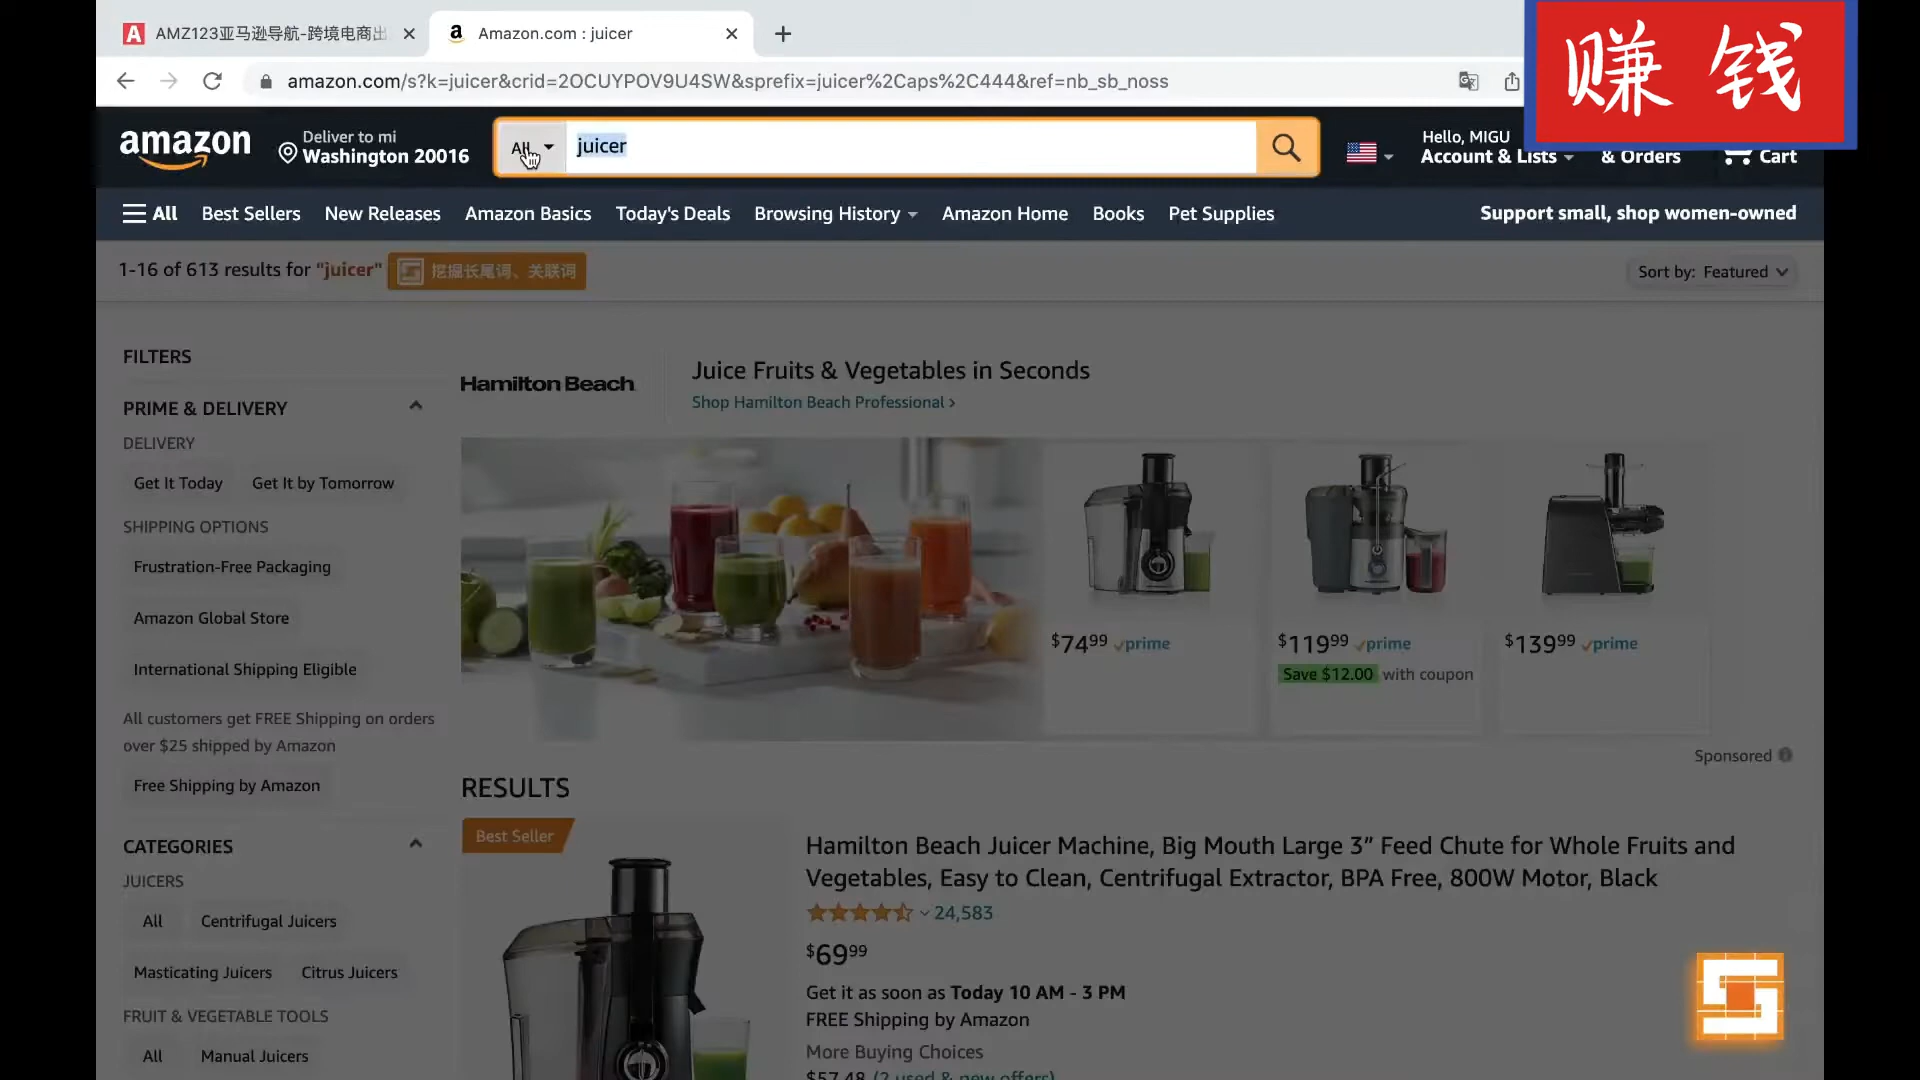 AMZ123亚马逊导航-跨境电商出
Amazon.com : juicer
赚 钱
amazon.com/s?k=juicer&crid=2OCUYPOV9U4SW&sprefix=juicer%2Caps%2C444&ref=nb_sb_noss
amazon
Deliver to mi
Washington 20016
All
juicer
Hello, MIGU
Account & Lists
& Orders
Cart
All
Best Sellers
New Releases
Amazon Basics
Today's Deals
Browsing History
Amazon Home
Books
Pet Supplies
Support small, shop women-owned
1-16 of 613 results for "juicer"
挖掘长尾词、关联词
Sort by: Featured
FILTERS
PRIME & DELIVERY
DELIVERY
Get It Today
Get It by Tomorrow
SHIPPING OPTIONS
Frustration-Free Packaging
Amazon Global Store
International Shipping Eligible
All customers get FREE Shipping on orders
over $25 shipped by Amazon
Free Shipping by Amazon
CATEGORIES
JUICERS
All
Centrifugal Juicers
Masticating Juicers
Citrus Juicers
FRUIT & VEGETABLE TOOLS
All
Manual Juicers
Hamilton Beach
Juice Fruits & Vegetables in Seconds
Shop Hamilton Beach Professional ›
$7499 prime
$11999 prime
Save $12.00 with coupon
$13999 prime
Sponsored
RESULTS
Best Seller
Hamilton Beach Juicer Machine, Big Mouth Large 3” Feed Chute for Whole Fruits and
Vegetables, Easy to Clean, Centrifugal Extractor, BPA Free, 800W Motor, Black
24,583
$6999
Get it as soon as Today 10 AM - 3 PM
FREE Shipping by Amazon
More Buying Choices
$57.48 (2 used & new offers)